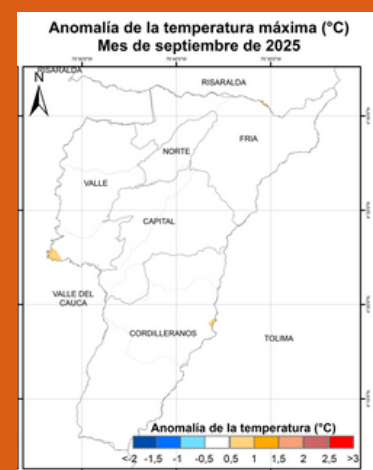 Anomalía de la temperatura máxima (°C)
Mes de septiembre de 2025
RISARALDA
RISARALDA
N
FRIA
NORTE
VALLE
CAPITAL
VALLE DEL
CAUCA
CORDILLERANOS
TOLIMA
Anomalía de la temperatura (°C)
<-2 -1,5 -1 -0,5 0,5 1 1,5 2 2,5 >3